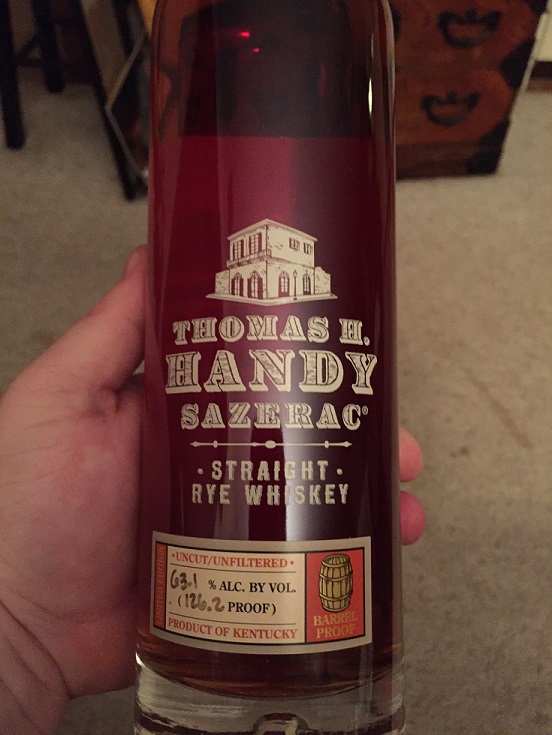 THOMAS H.
HANDY
SAZERAC®
· STRAIGHT ·
RYE WHISKEY
· UNCUT/UNFILTERED ·
63.1 % ALC. BY VOL.
(126.2 PROOF)
PRODUCT OF KENTUCKY
BARREL
PROOF